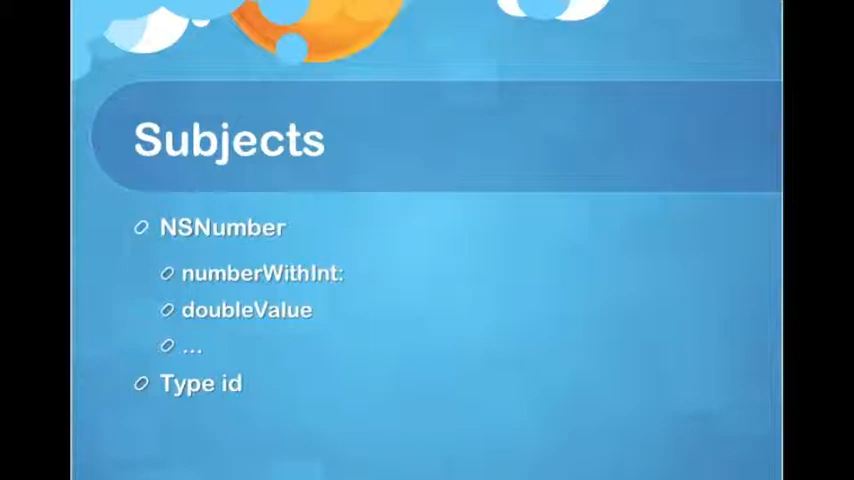 Subjects
NSNumber
numberWithInt:
doubleValue
...
Type id